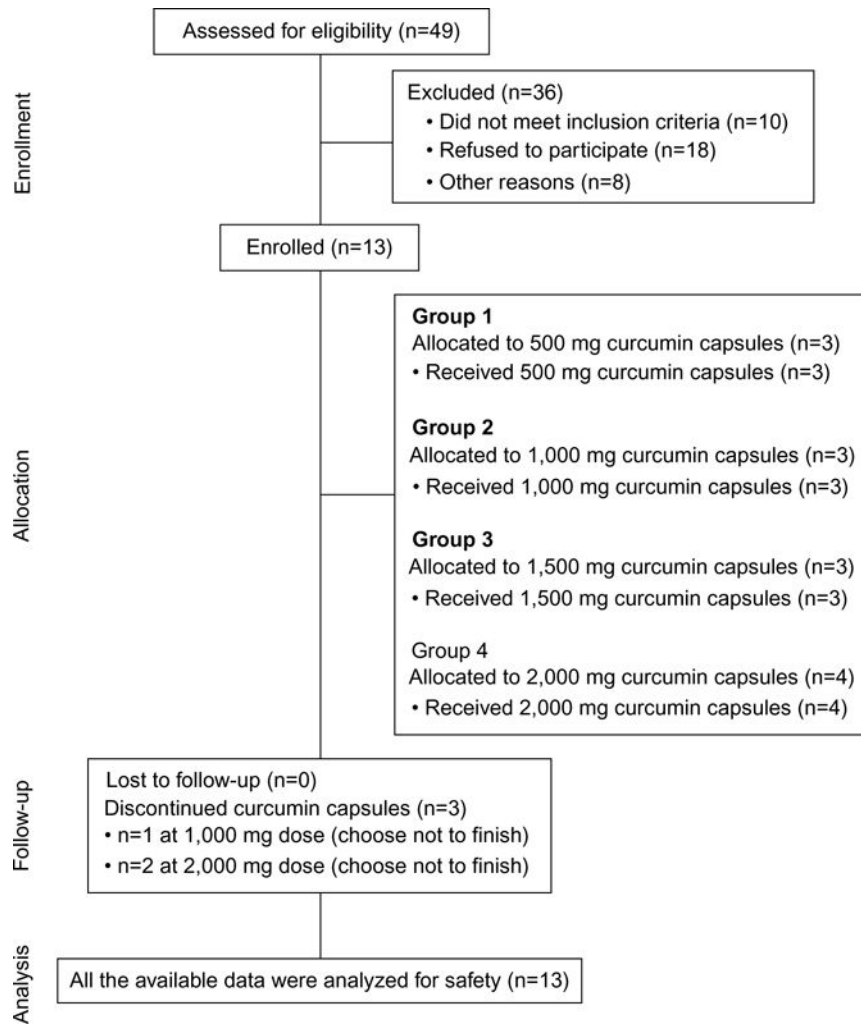 Assessed for eligibility (n=49)
Enrollment
Excluded (n=36)
• Did not meet inclusion criteria (n=10)
• Refused to participate (n=18)
• Other reasons (n=8)
Enrolled (n=13)
Allocation
Group 1
Allocated to 500 mg curcumin capsules (n=3)
• Received 500 mg curcumin capsules (n=3)
Group 2
Allocated to 1,000 mg curcumin capsules (n=3)
• Received 1,000 mg curcumin capsules (n=3)
Group 3
Allocated to 1,500 mg curcumin capsules (n=3)
• Received 1,500 mg curcumin capsules (n=3)
Group 4
Allocated to 2,000 mg curcumin capsules (n=4)
• Received 2,000 mg curcumin capsules (n=4)
Follow-up
Lost to follow-up (n=0)
Discontinued curcumin capsules (n=3)
• n=1 at 1,000 mg dose (choose not to finish)
• n=2 at 2,000 mg dose (choose not to finish)
Analysis
All the available data were analyzed for safety (n=13)